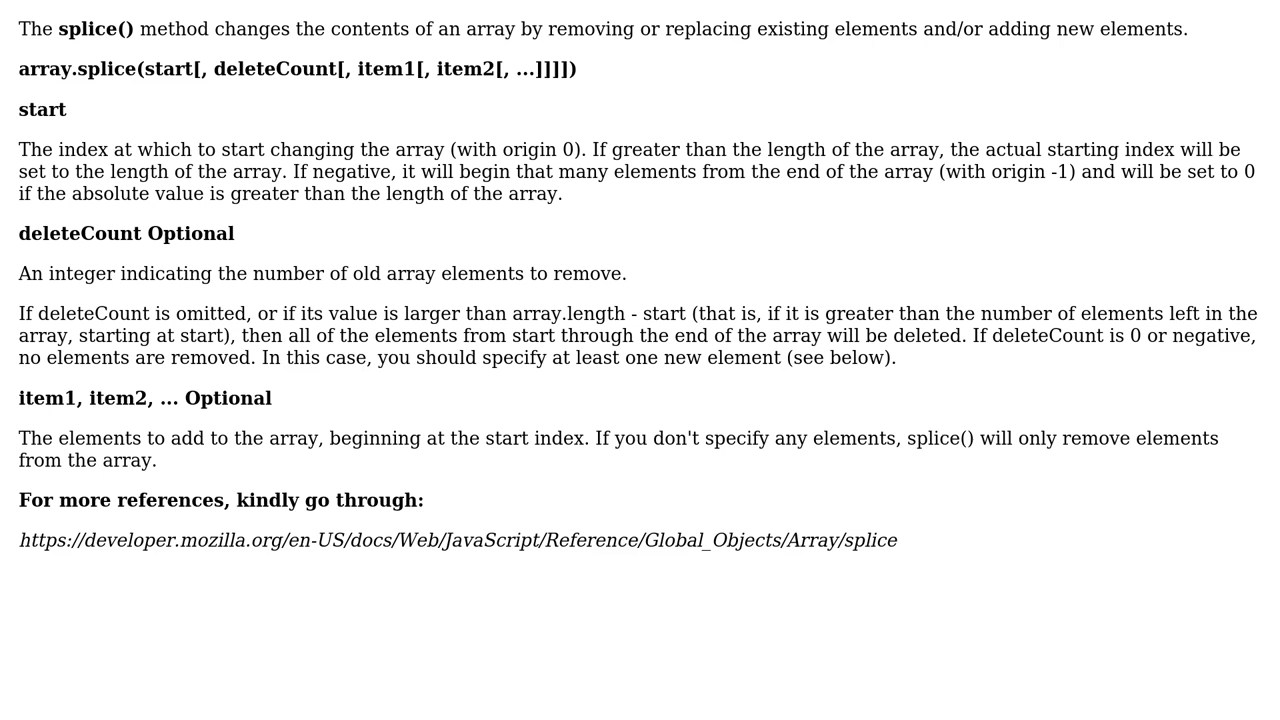 The splice() method changes the contents of an array by removing or replacing existing elements and/or adding new elements.
array.splice(start[, deleteCount[, item1[, item2[, ...]]]])
start
The index at which to start changing the array (with origin 0). If greater than the length of the array, the actual starting index will be
set to the length of the array. If negative, it will begin that many elements from the end of the array (with origin -1) and will be set to 0
if the absolute value is greater than the length of the array.
deleteCount Optional
An integer indicating the number of old array elements to remove.
If deleteCount is omitted, or if its value is larger than array.length - start (that is, if it is greater than the number of elements left in the
array, starting at start), then all of the elements from start through the end of the array will be deleted. If deleteCount is 0 or negative,
no elements are removed. In this case, you should specify at least one new element (see below).
item1, item2, ... Optional
The elements to add to the array, beginning at the start index. If you don't specify any elements, splice() will only remove elements
from the array.
For more references, kindly go through:
https://developer.mozilla.org/en-US/docs/Web/JavaScript/Reference/Global_Objects/Array/splice